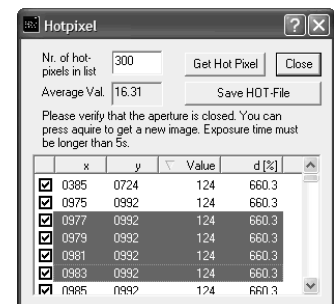 Hotpixel
Nr. of hot-
pixels in list
300
Get Hot Pixel
Close
Average Val.
16.31
Save HOT-File
Please verify that the aperture is closed. You can
press aquire to get a new image. Exposure time must
be longer than 5s.
x y Value d [%]
0385 0724 124 660.3
0975 0992 124 660.3
0977 0992 124 660.3
0979 0992 124 660.3
0981 0992 124 660.3
0983 0992 124 660.3
0985 0992 124 660.3